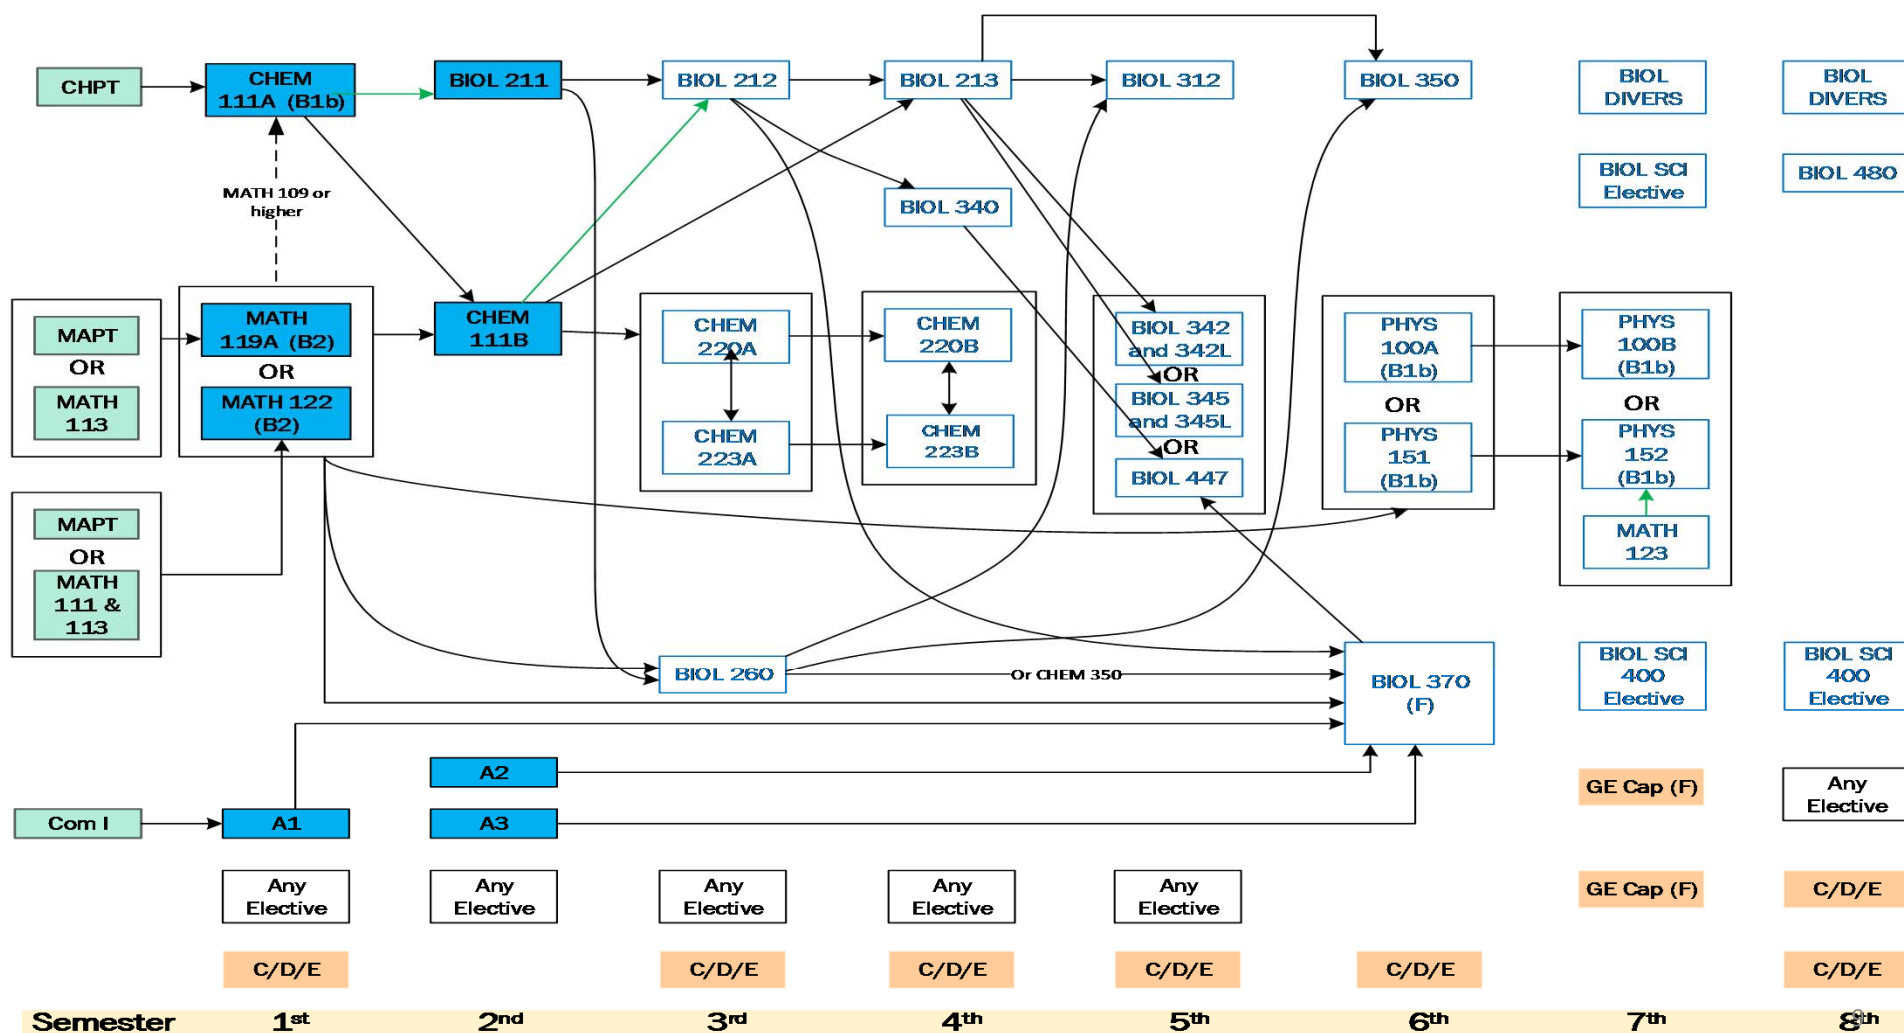 CHPT
CHEM
111A (B1b)
BIOL 211
BIOL 212
BIOL 213
BIOL 312
BIOL 350
BIOL
DIVERS
BIOL
DIVERS
MATH 109 or
higher
BIOL 340
BIOL SCI
Elective
BIOL 480
MAPT
OR
MATH
113
MATH
119A (B2)
OR
MATH 122
(B2)
CHEM
111B
CHEM
220A
CHEM
223A
CHEM
220B
CHEM
223B
BIOL 342
and 342L
OR
BIOL 345
and 345L
OR
BIOL 447
PHYS
100A
(B1b)
OR
PHYS
151
(B1b)
PHYS
100B
(B1b)
OR
PHYS
152
(B1b)
MATH
123
MAPT
OR
MATH
111 &
113
BIOL 260
Or CHEM 350
BIOL 370
(F)
BIOL SCI
400
Elective
BIOL SCI
400
Elective
A2
GE Cap (F)
Any
Elective
Com I
A1
A3
Any
Elective
Any
Elective
Any
Elective
Any
Elective
Any
Elective
GE Cap (F)
C/D/E
C/D/E
C/D/E
C/D/E
C/D/E
C/D/E
C/D/E
Semester 1st 2nd 3rd 4th 5th 6th 7th 8th